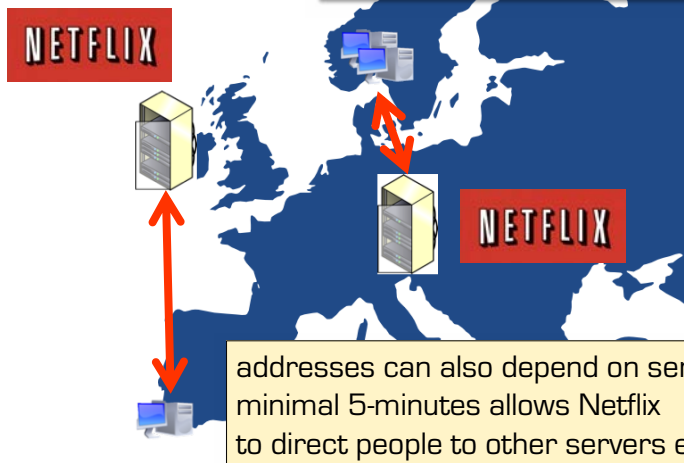 NETFLIX
NETFLIX
addresses can also depend on
minimal 5-minutes allows Netflix
to direct people to other servers